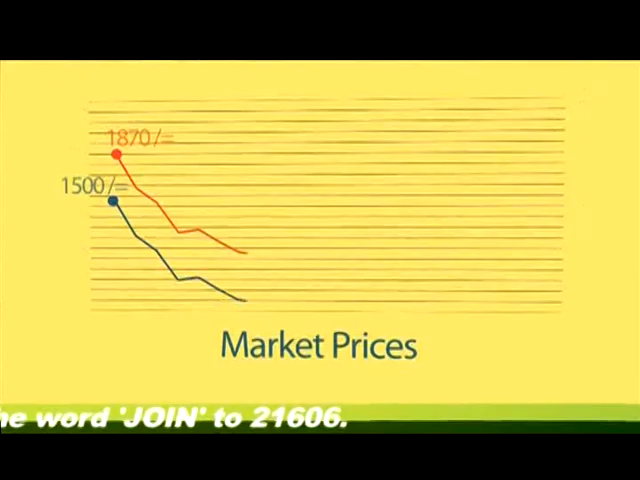 1870/=
1500/=
Market Prices
he word 'JOIN' to 21606.